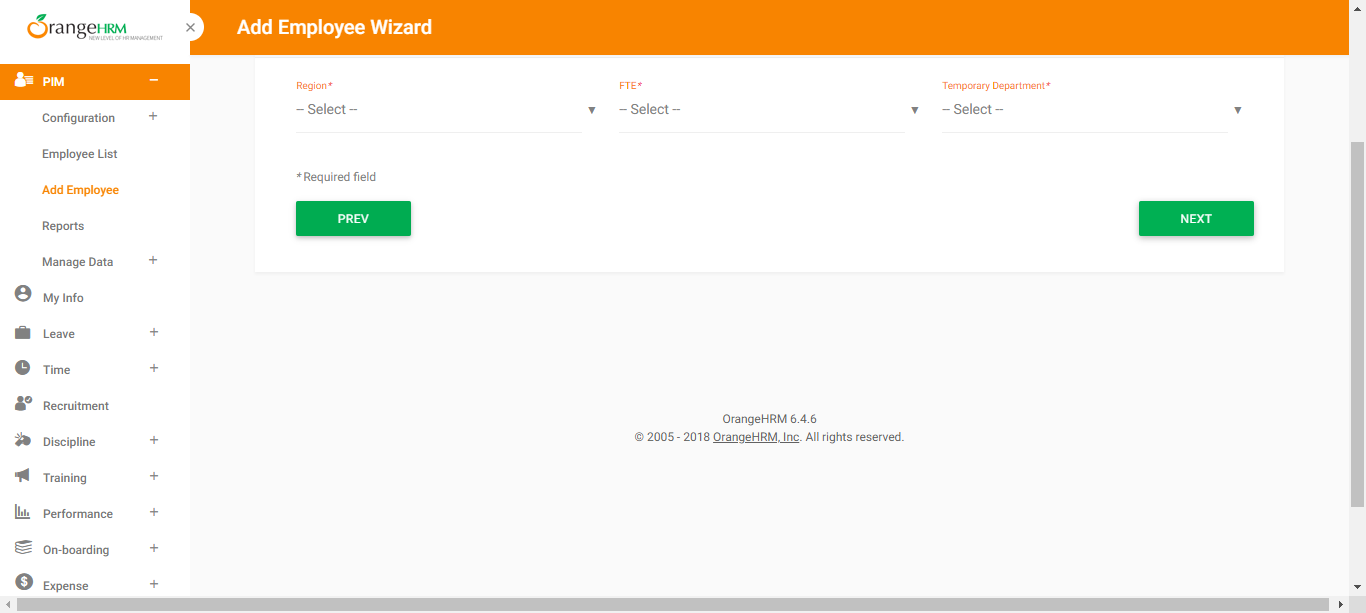 OrangeHRM
NEW LEVEL OF HR MANAGEMENT
Add Employee Wizard
PIM
Configuration
Employee List
Add Employee
Reports
Manage Data
My Info
Leave
Time
Recruitment
Discipline
Training
Performance
On-boarding
Expense
Region* FTE* Temporary Department*
-- Select -- -- Select -- -- Select --
* Required field
PREV NEXT
OrangeHRM 6.4.6
© 2005 - 2018 OrangeHRM, Inc. All rights reserved.